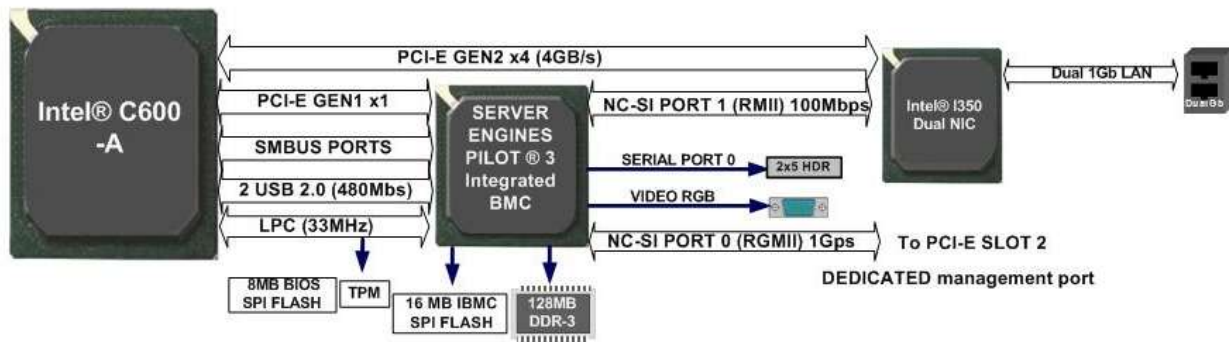 PCI-E GEN2 x4 (4GB/s)
Dual 1Gb LAN
Dual Gb
Intel® C600
-A
PCI-E GEN1 x1
SMBUS PORTS
2 USB 2.0 (480Mbs)
LPC (33MHz)
SERVER
ENGINES
PILOT ® 3
Integrated
BMC
NC-SI PORT 1 (RMII) 100Mbps
Intel® I350
Dual NIC
SERIAL PORT 0
2x5 HDR
VIDEO RGB
NC-SI PORT 0 (RGMII) 1Gps
To PCI-E SLOT 2
DEDICATED management port
8MB BIOS
SPI FLASH
TPM
16 MB IBMC
SPI FLASH
128MB
DDR-3